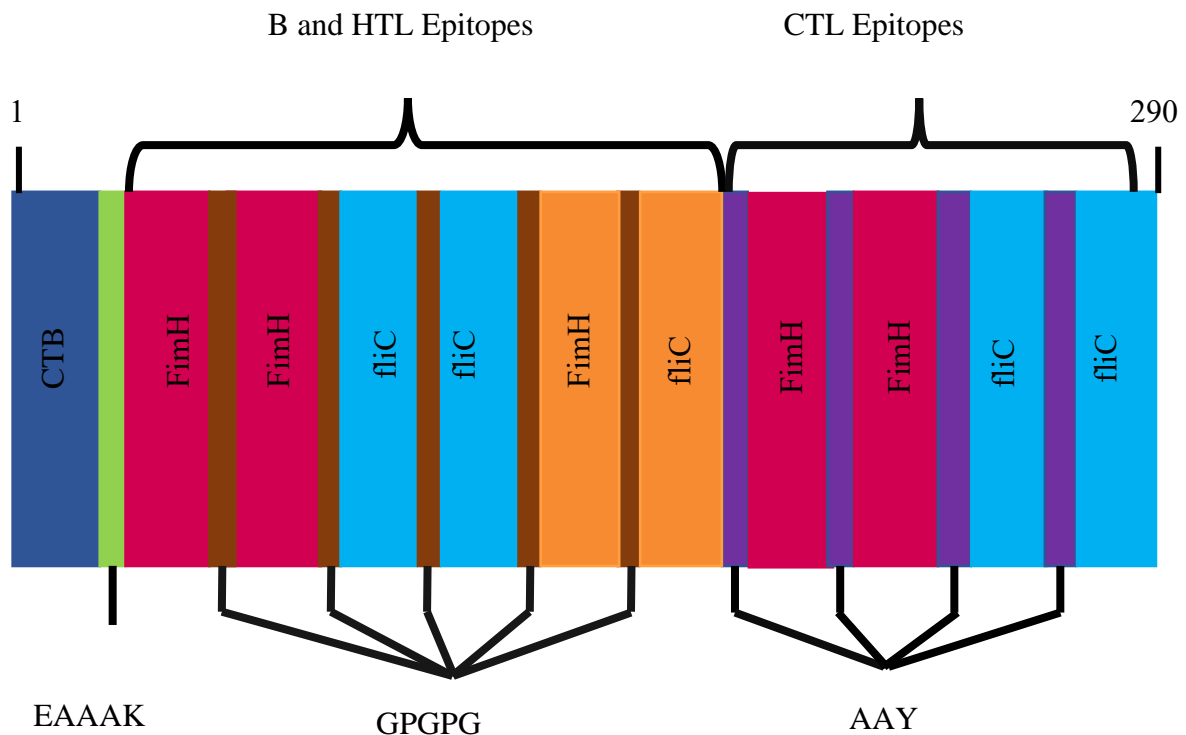 B and HTL Epitopes
CTL Epitopes
1
290
CTB
FimH
FimH
fliC
fliC
FimH
fliC
FimH
FimH
fliC
fliC
EAAAK
GPGPG
AAY